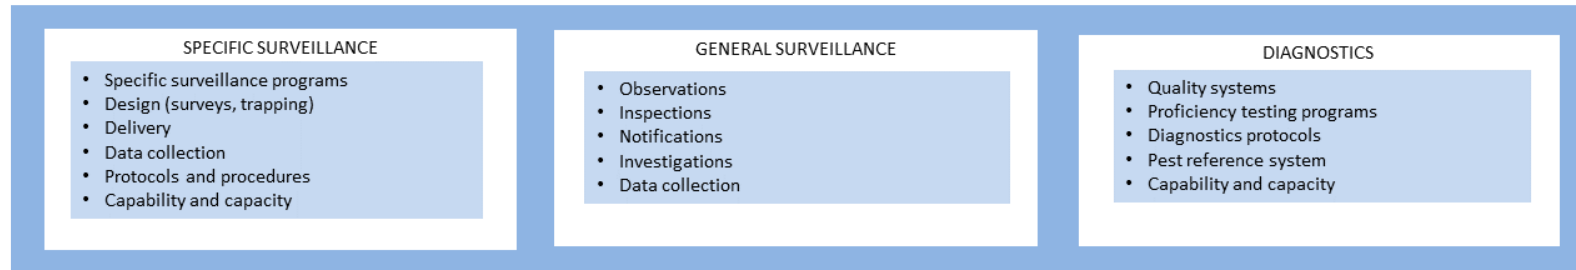 SPECIFIC SURVEILLANCE
• Specific surveillance programs
• Design (surveys, trapping)
• Delivery
• Data collection
• Protocols and procedures
• Capability and capacity
GENERAL SURVEILLANCE
• Observations
• Inspections
• Notifications
• Investigations
• Data collection
DIAGNOSTICS
• Quality systems
• Proficiency testing programs
• Diagnostics protocols
• Pest reference system
• Capability and capacity